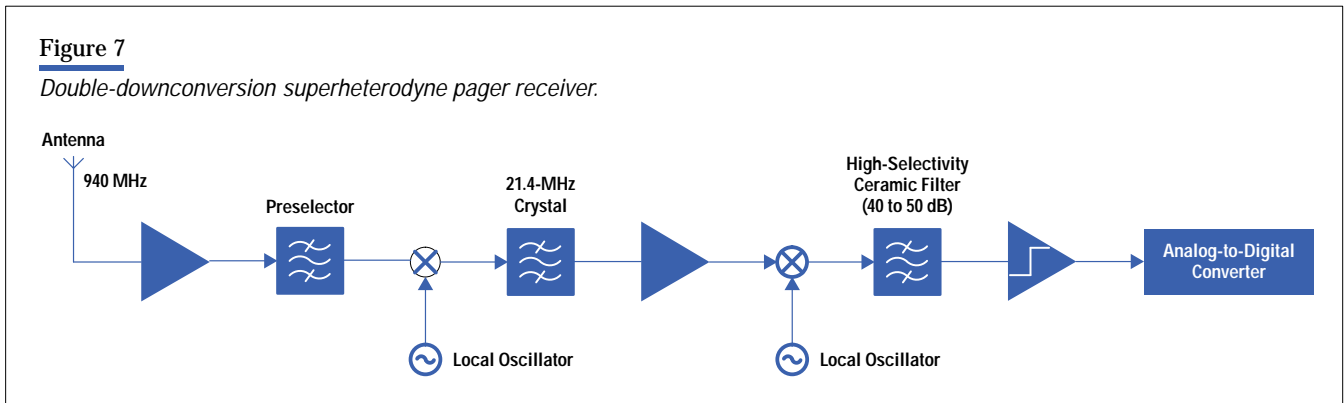 Figure 7
Double-downconversion superheterodyne pager receiver.
Antenna
940 MHz
Preselector
21.4-MHz
Crystal
High-Selectivity
Ceramic Filter
(40 to 50 dB)
Analog-to-Digital
Converter
Local Oscillator
Local Oscillator